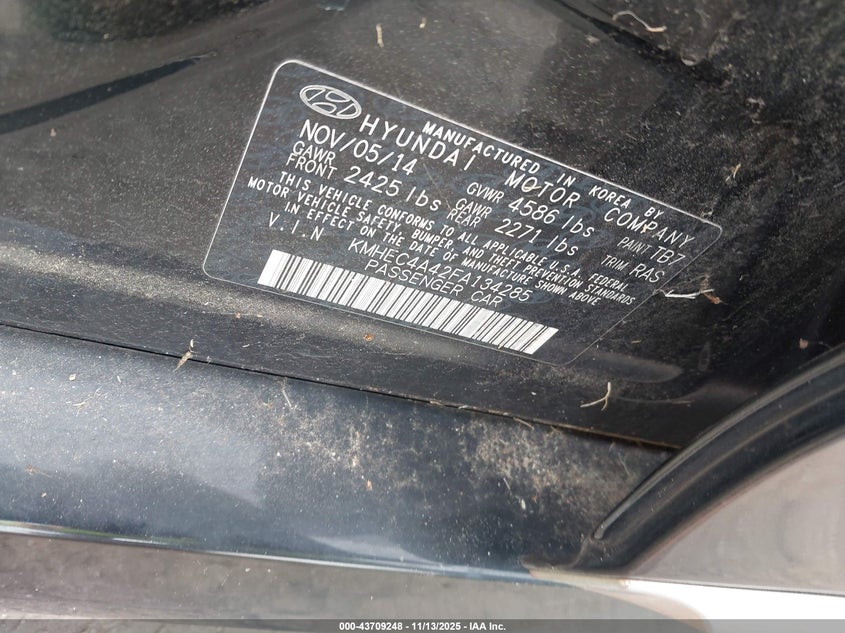 MANUFACTURED IN KOREA BY
HYUNDAI MOTOR COMPANY
NOV/05/14 GVWR 4586 lbs PAINT TB7
GAWR FRONT 2425 lbs GAWR REAR 2271 lbs TRIM RAS
THIS VEHICLE CONFORMS TO ALL APPLICABLE U.S.A. FEDERAL
MOTOR VEHICLE SAFETY, BUMPER, AND THEFT PREVENTION STANDARDS
IN EFFECT ON THE DATE OF MANUFACTURE SHOWN ABOVE
V.I.N KMHEC4A42FA134285
PASSENGER CAR
000-43709248 - 11/13/2025 - IAA Inc.